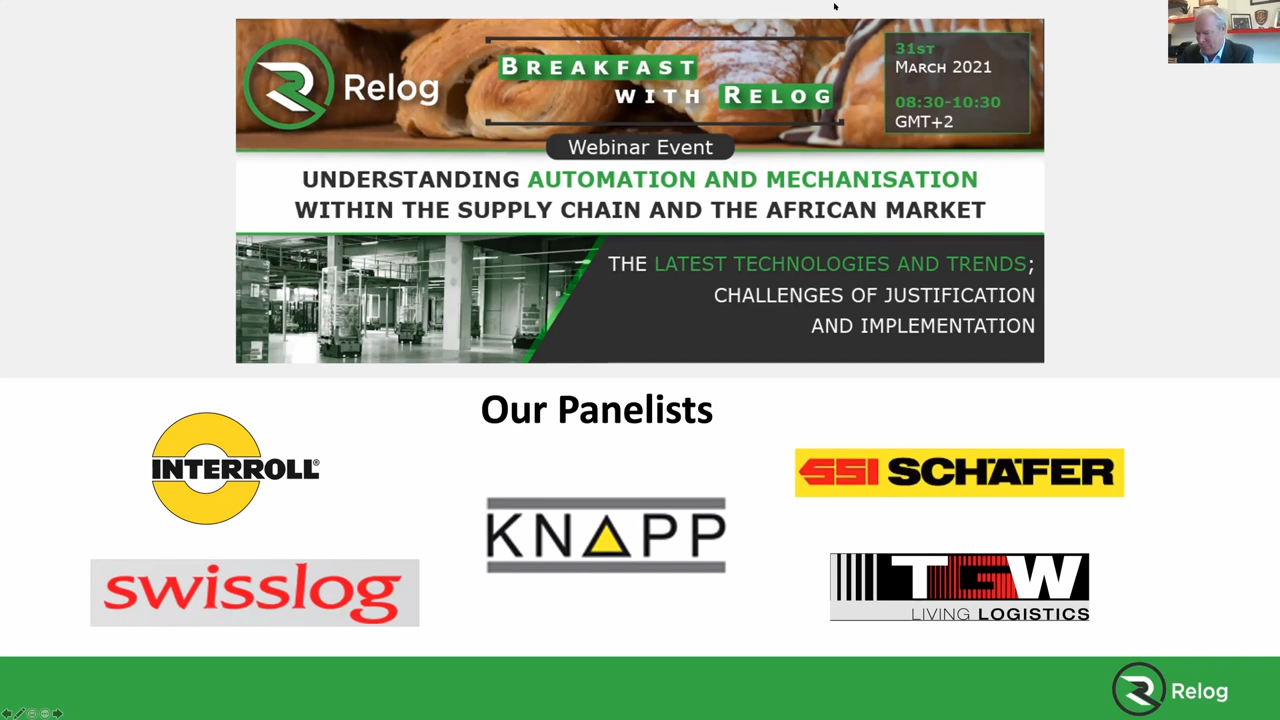 Relog
BREAKFAST
WITH RELOG
31ST
MARCH 2021
08:30-10:30
GMT+2
Webinar Event
UNDERSTANDING AUTOMATION AND MECHANISATION
WITHIN THE SUPPLY CHAIN AND THE AFRICAN MARKET
THE LATEST TECHNOLOGIES AND TRENDS;
CHALLENGES OF JUSTIFICATION
AND IMPLEMENTATION
Our Panelists
INTERROLL®
SSI SCHÄFER
KNAPP
swisslog
TGW
LIVING LOGISTICS
Relog